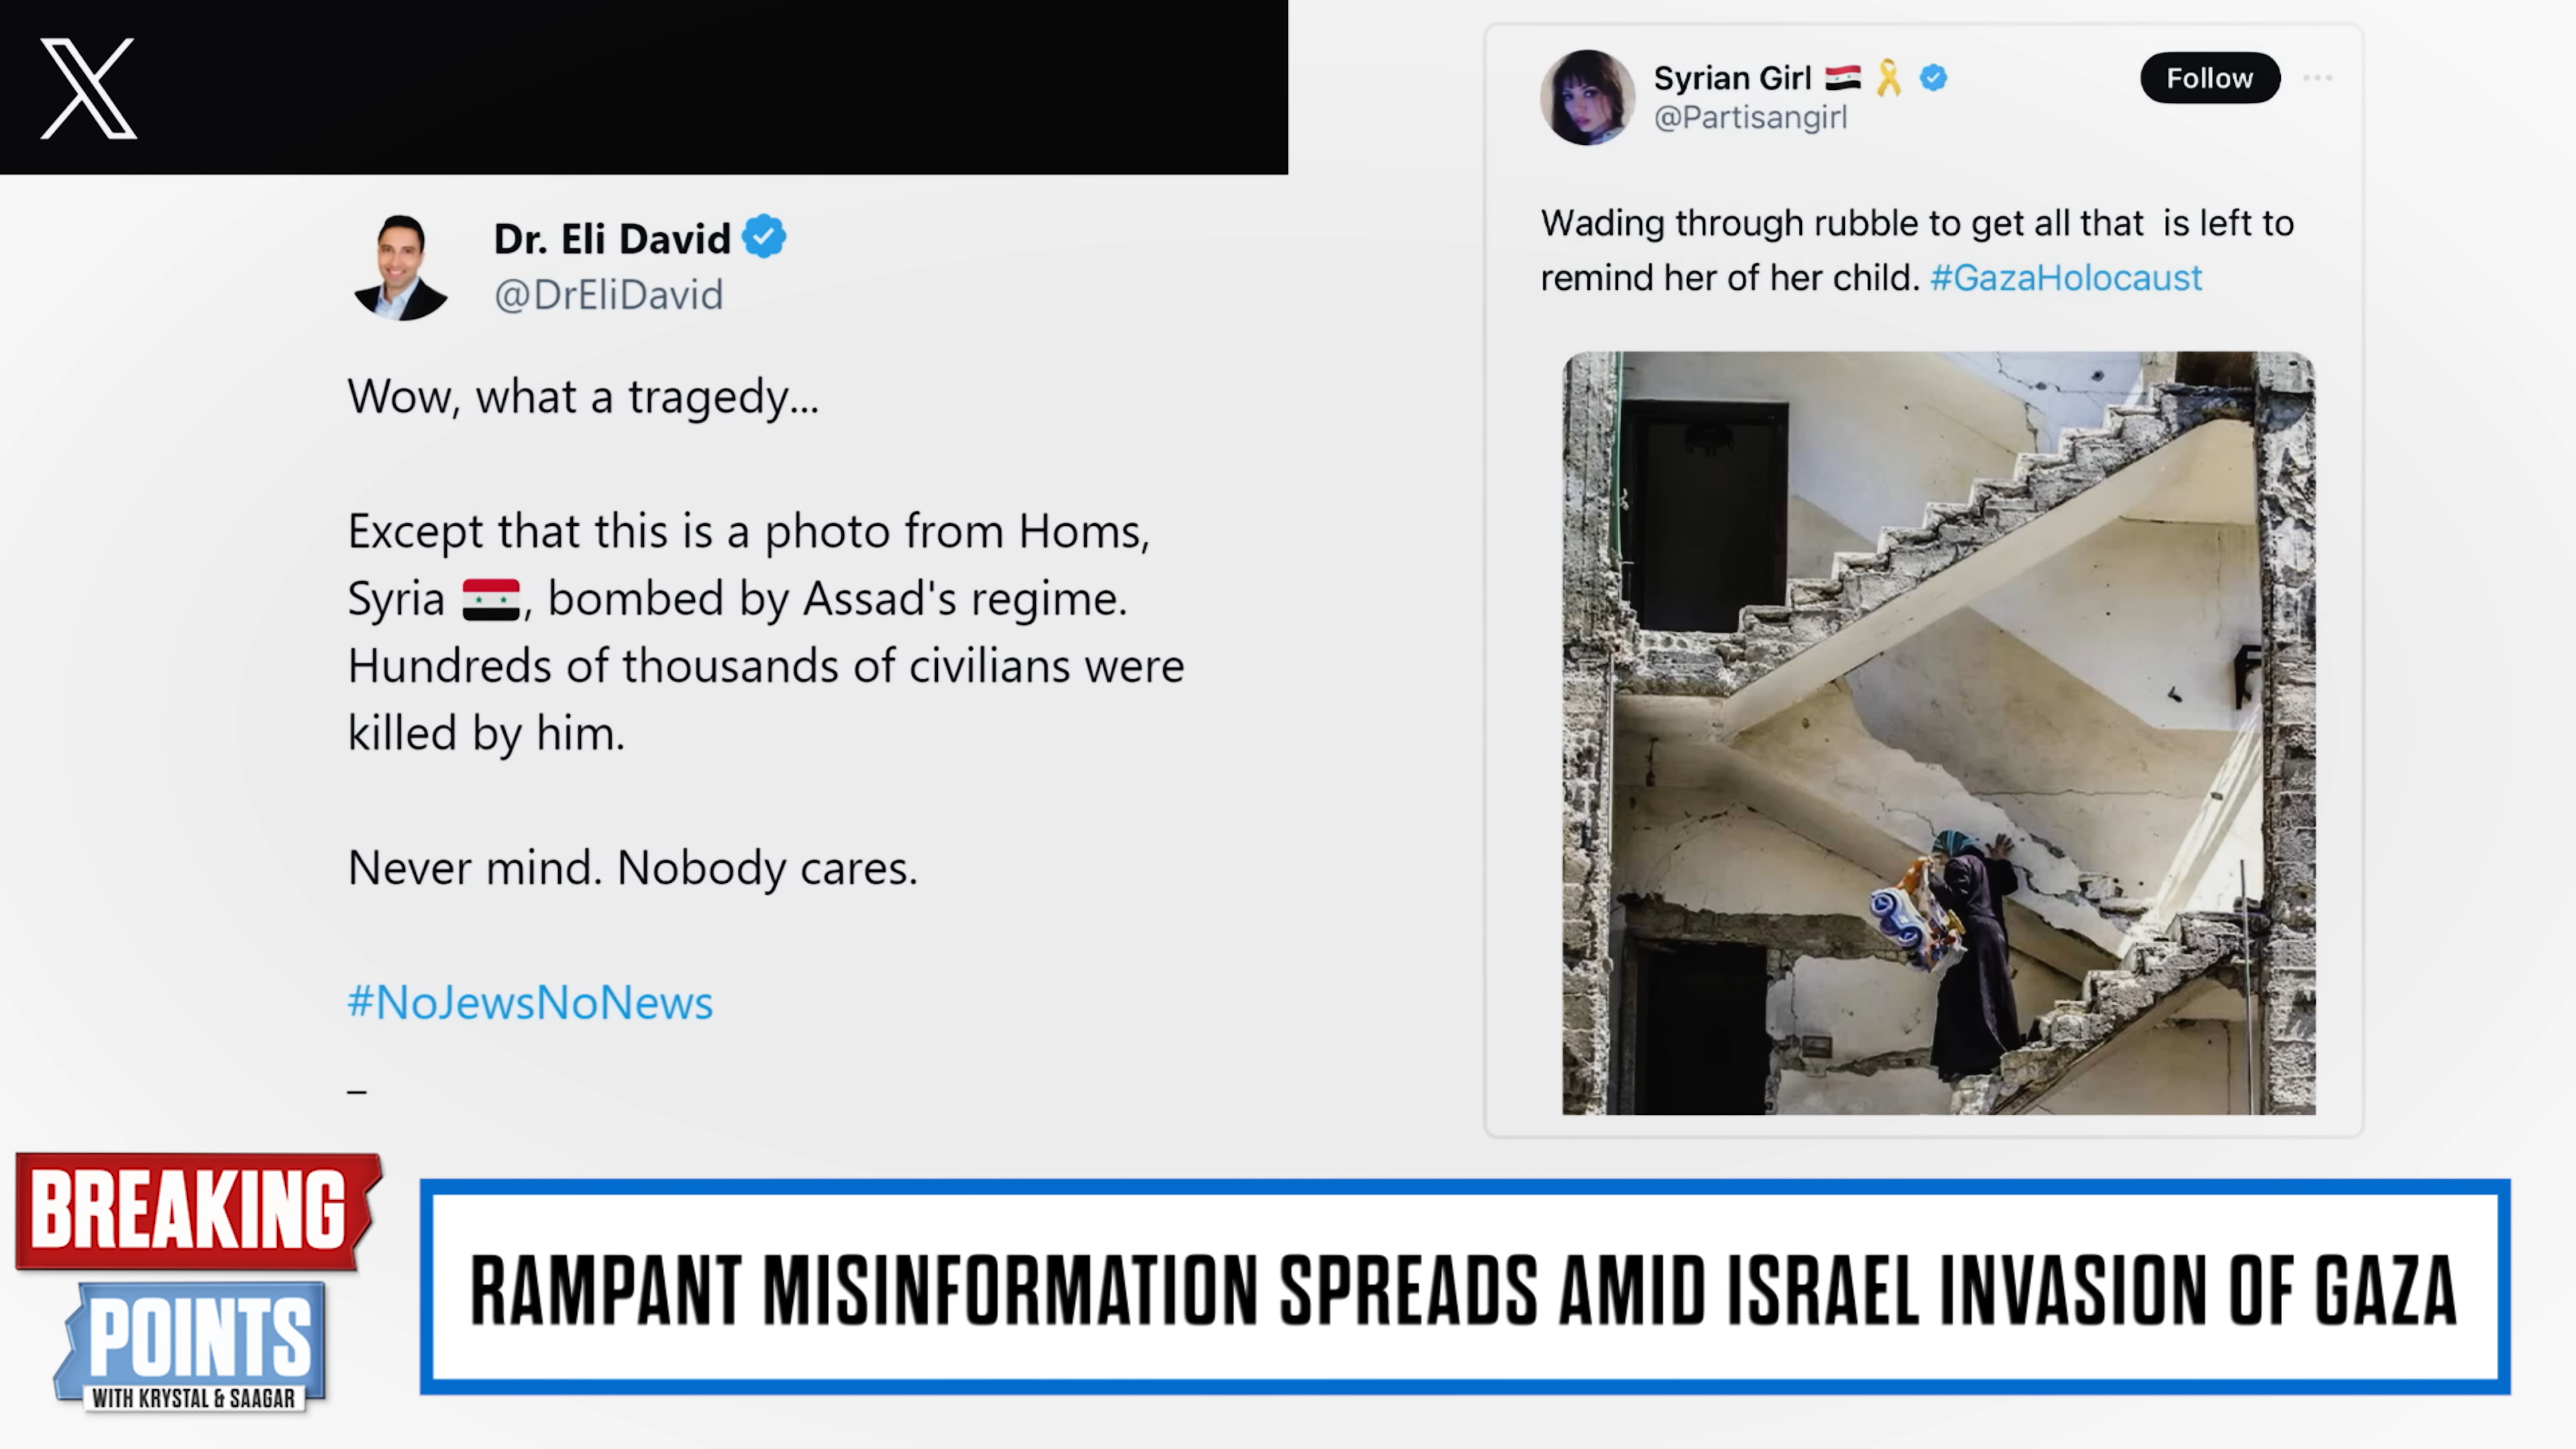 Dr. Eli David
@DrEliDavid
Wow, what a tragedy...
Except that this is a photo from Homs,
Syria 🇸🇾, bombed by Assad's regime.
Hundreds of thousands of civilians were
killed by him.
Never mind. Nobody cares.
#NoJewsNoNews
_
Syrian Girl 🇸🇾 🎗
@Partisangirl
Follow
Wading through rubble to get all that  is left to
remind her of her child. #GazaHolocaust
BREAKING
POINTS
WITH KRYSTAL & SAAGAR
RAMPANT MISINFORMATION SPREADS AMID ISRAEL INVASION OF GAZA